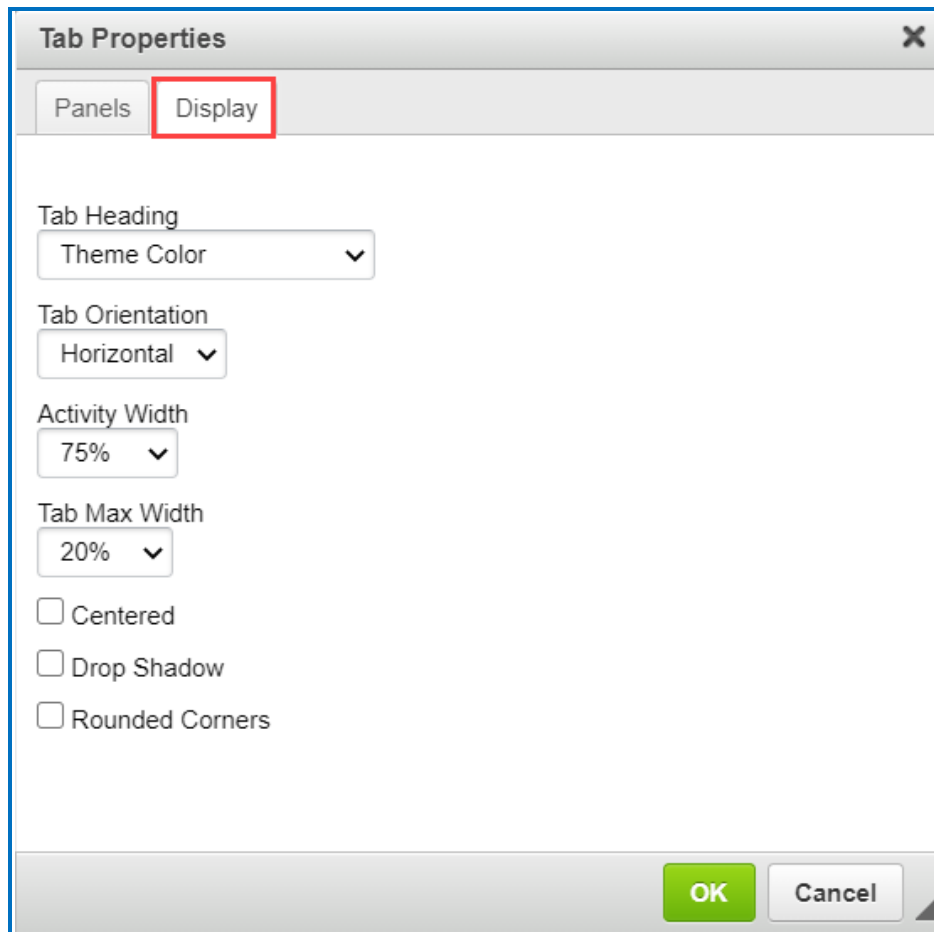 Tab Properties
Panels Display
Tab Heading
Theme Color
Tab Orientation
Horizontal
Activity Width
75%
Tab Max Width
20%
Centered
Drop Shadow
Rounded Corners
OK Cancel